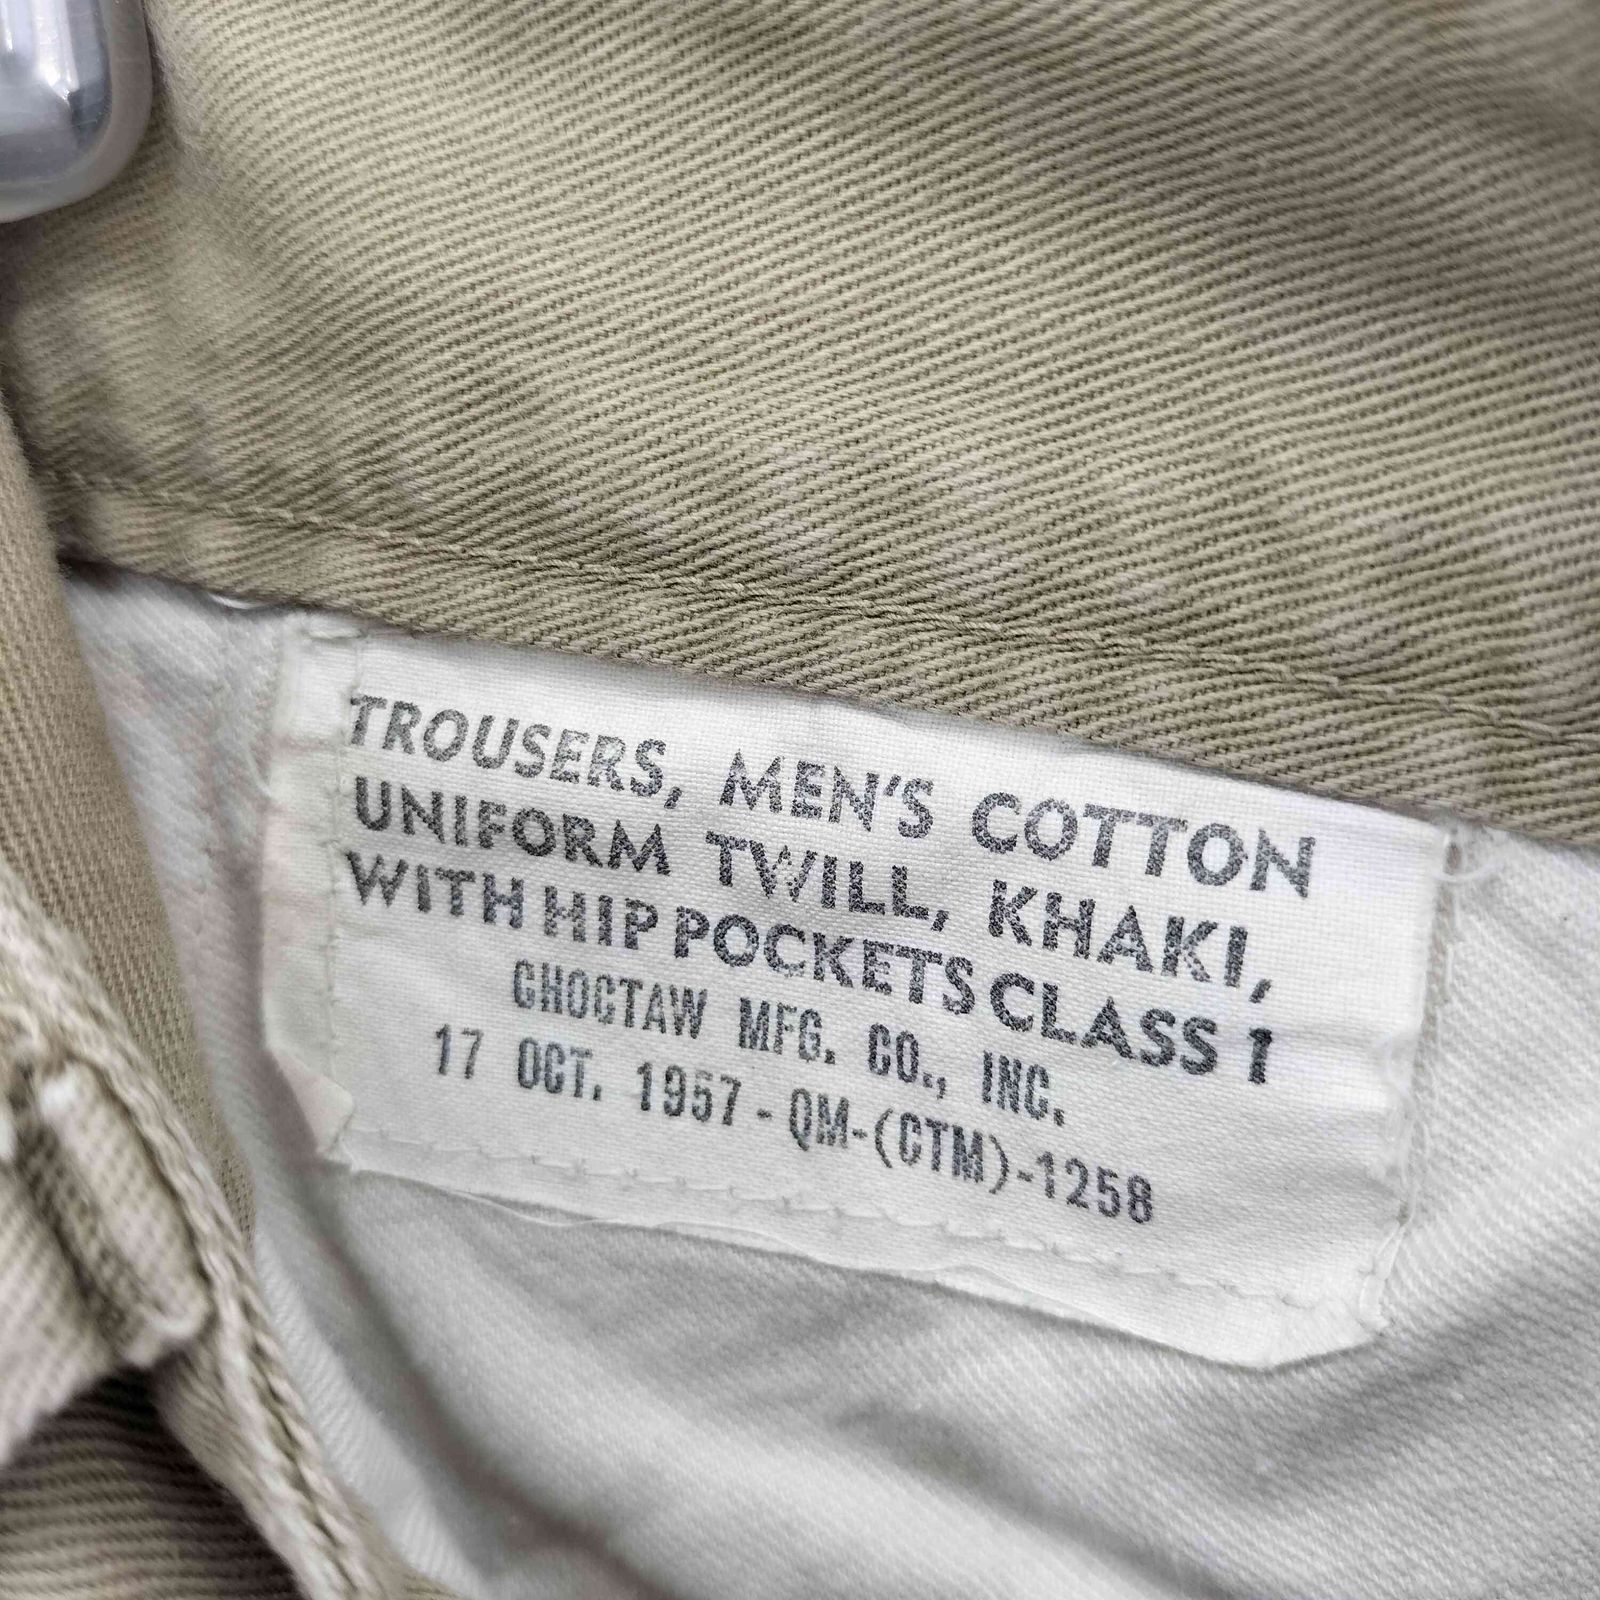 TROUSERS, MEN'S COTTON
UNIFORM TWILL, KHAKI,
WITH HIP POCKETS CLASS 1
CHOCTAW MFG. CO., INC.
17 OCT. 1957-QM-(CTM)-1258